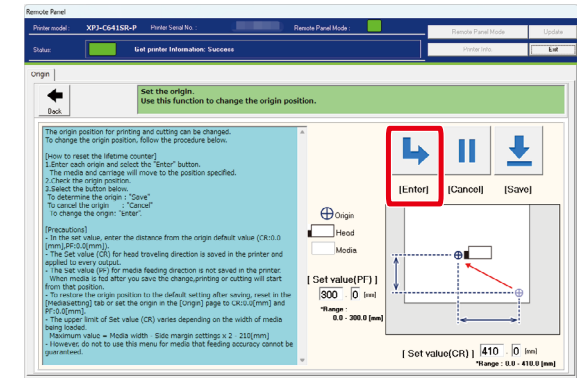 Remote Panel
Printer model : XPJ-C641SR-P Printer Serial No. : Remote Panel Mode : Remote Panel Mode Update
Status: Get printer Information: Success Printer Info. Exit
Origin
Back
Set the origin.
Use this function to change the origin position.
The origin position for printing and cutting can be changed.
To change the origin position, follow the procedure below.
[How to reset the lifetime counter]
1.Enter each origin and select the "Enter" button.
The media and carriage will move to the position specified.
2.Check the origin position.
3.Select the button below.
To determine the origin : "Save"
To cancel the origin : "Cancel"
To change the origin: "Enter".
[Precautions]
- In the set value, enter the distance from the origin default value (CR:0.0
[mm],PF:0.0[mm]).
- The Set value (CR) for head traveling direction is saved in the printer and
applied to every output.
- The Set value (PF) for media feeding direction is not saved in the printer.
When media is fed after you save the change,printing or cutting will start
from that position.
- To restore the origin position to the default setting after saving, reset in the
[MediaSetting] tab or set the origin in the [Origin] page to CR:0.0[mm] and
PF:0.0[mm].
- The upper limit of Set value (CR) varies depending on the width of media
being loaded.
Maximum value = Media width - Side margin settings x 2 - 210[mm]
- However, do not use this menu for media that feeding accuracy cannot be
guaranteed.
[Enter] [Cancel] [Save]
Origin
Head
Media
[ Set value(PF) ]
300 . 0 [mm]
*Range :
0.0 - 300.0 [mm]
[ Set value(CR) ] 410 . 0 [mm]
*Range : 0.0 - 410.0 [mm]